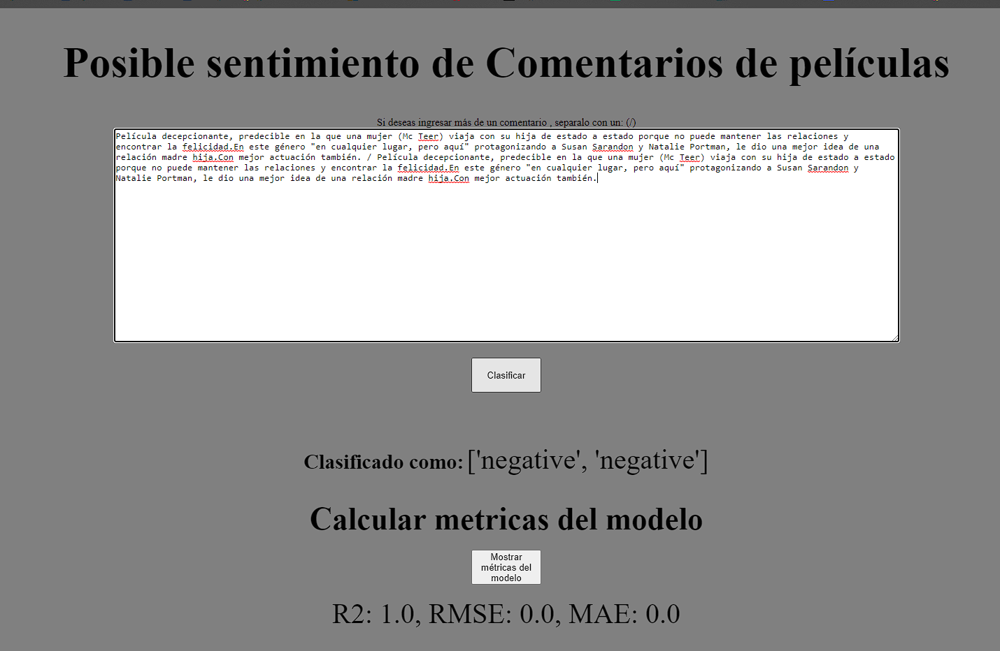 Posible sentimiento de Comentarios de películas
Si deseas ingresar más de un comentario , separalo con un: (/)
Película decepcionante, predecible en la que una mujer (Mc Teer) viaja con su hija de estado a estado porque no puede mantener las relaciones y
encontrar la felicidad.En este género "en cualquier lugar, pero aquí" protagonizando a Susan Sarandon y Natalie Portman, le dio una mejor idea de una
relación madre hija.Con mejor actuación también. / Película decepcionante, predecible en la que una mujer (Mc Teer) viaja con su hija de estado a estado
porque no puede mantener las relaciones y encontrar la felicidad.En este género "en cualquier lugar, pero aquí" protagonizando a Susan Sarandon y
Natalie Portman, le dio una mejor idea de una relación madre hija.Con mejor actuación también.
Clasificar
Clasificado como: ['negative', 'negative']
Calcular metricas del modelo
Mostrar
métricas del
modelo
R2: 1.0, RMSE: 0.0, MAE: 0.0